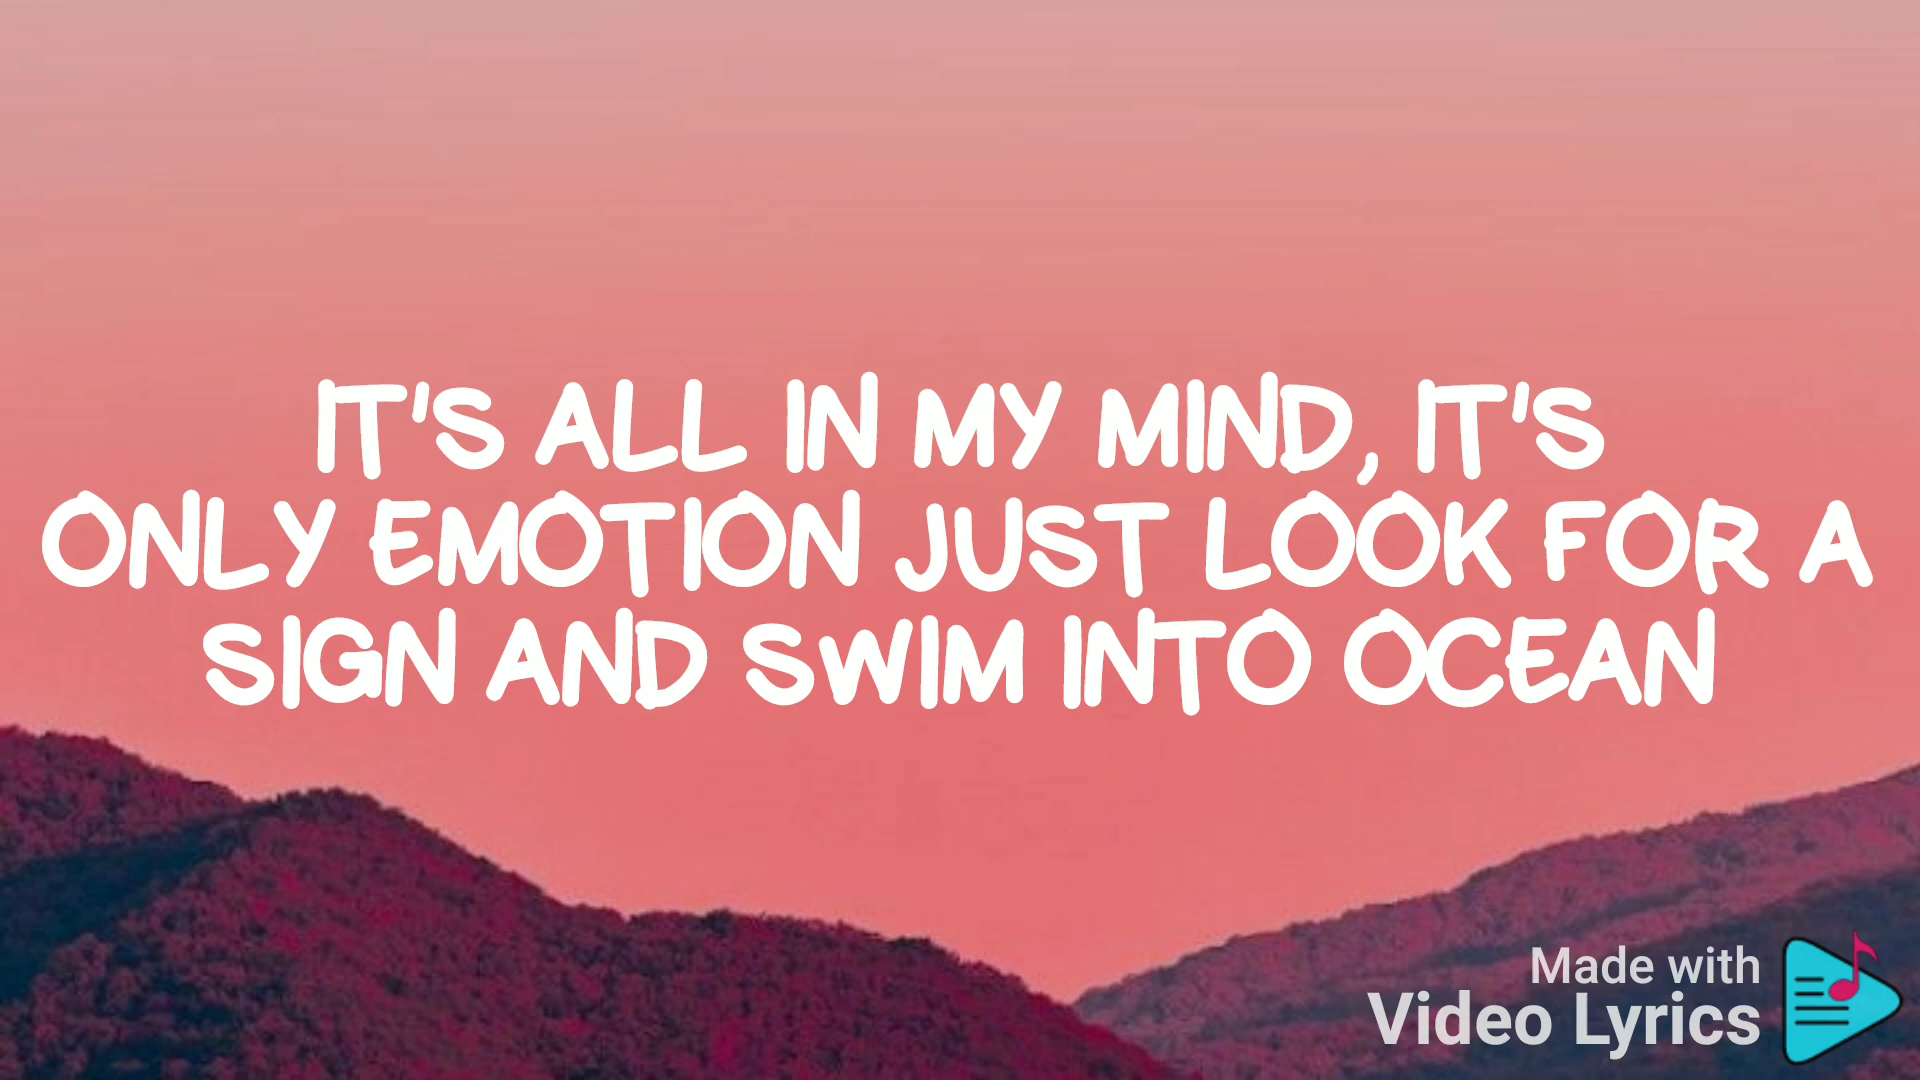 IT'S ALL IN MY MIND, IT'S
ONLY EMOTION JUST LOOK FOR A
SIGN AND SWIM INTO OCEAN
Made with
Video Lyrics